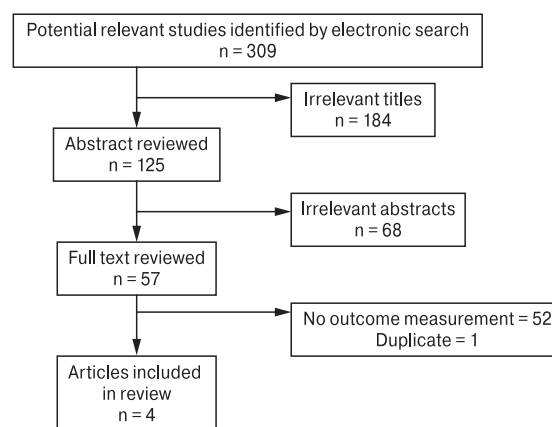 Potential relevant studies identified by electronic search
n = 309
Irrelevant titles
n = 184
Abstract reviewed
n = 125
Irrelevant abstracts
n = 68
Full text reviewed
n = 57
No outcome measurement = 52
Duplicate = 1
Articles included
in review
n = 4